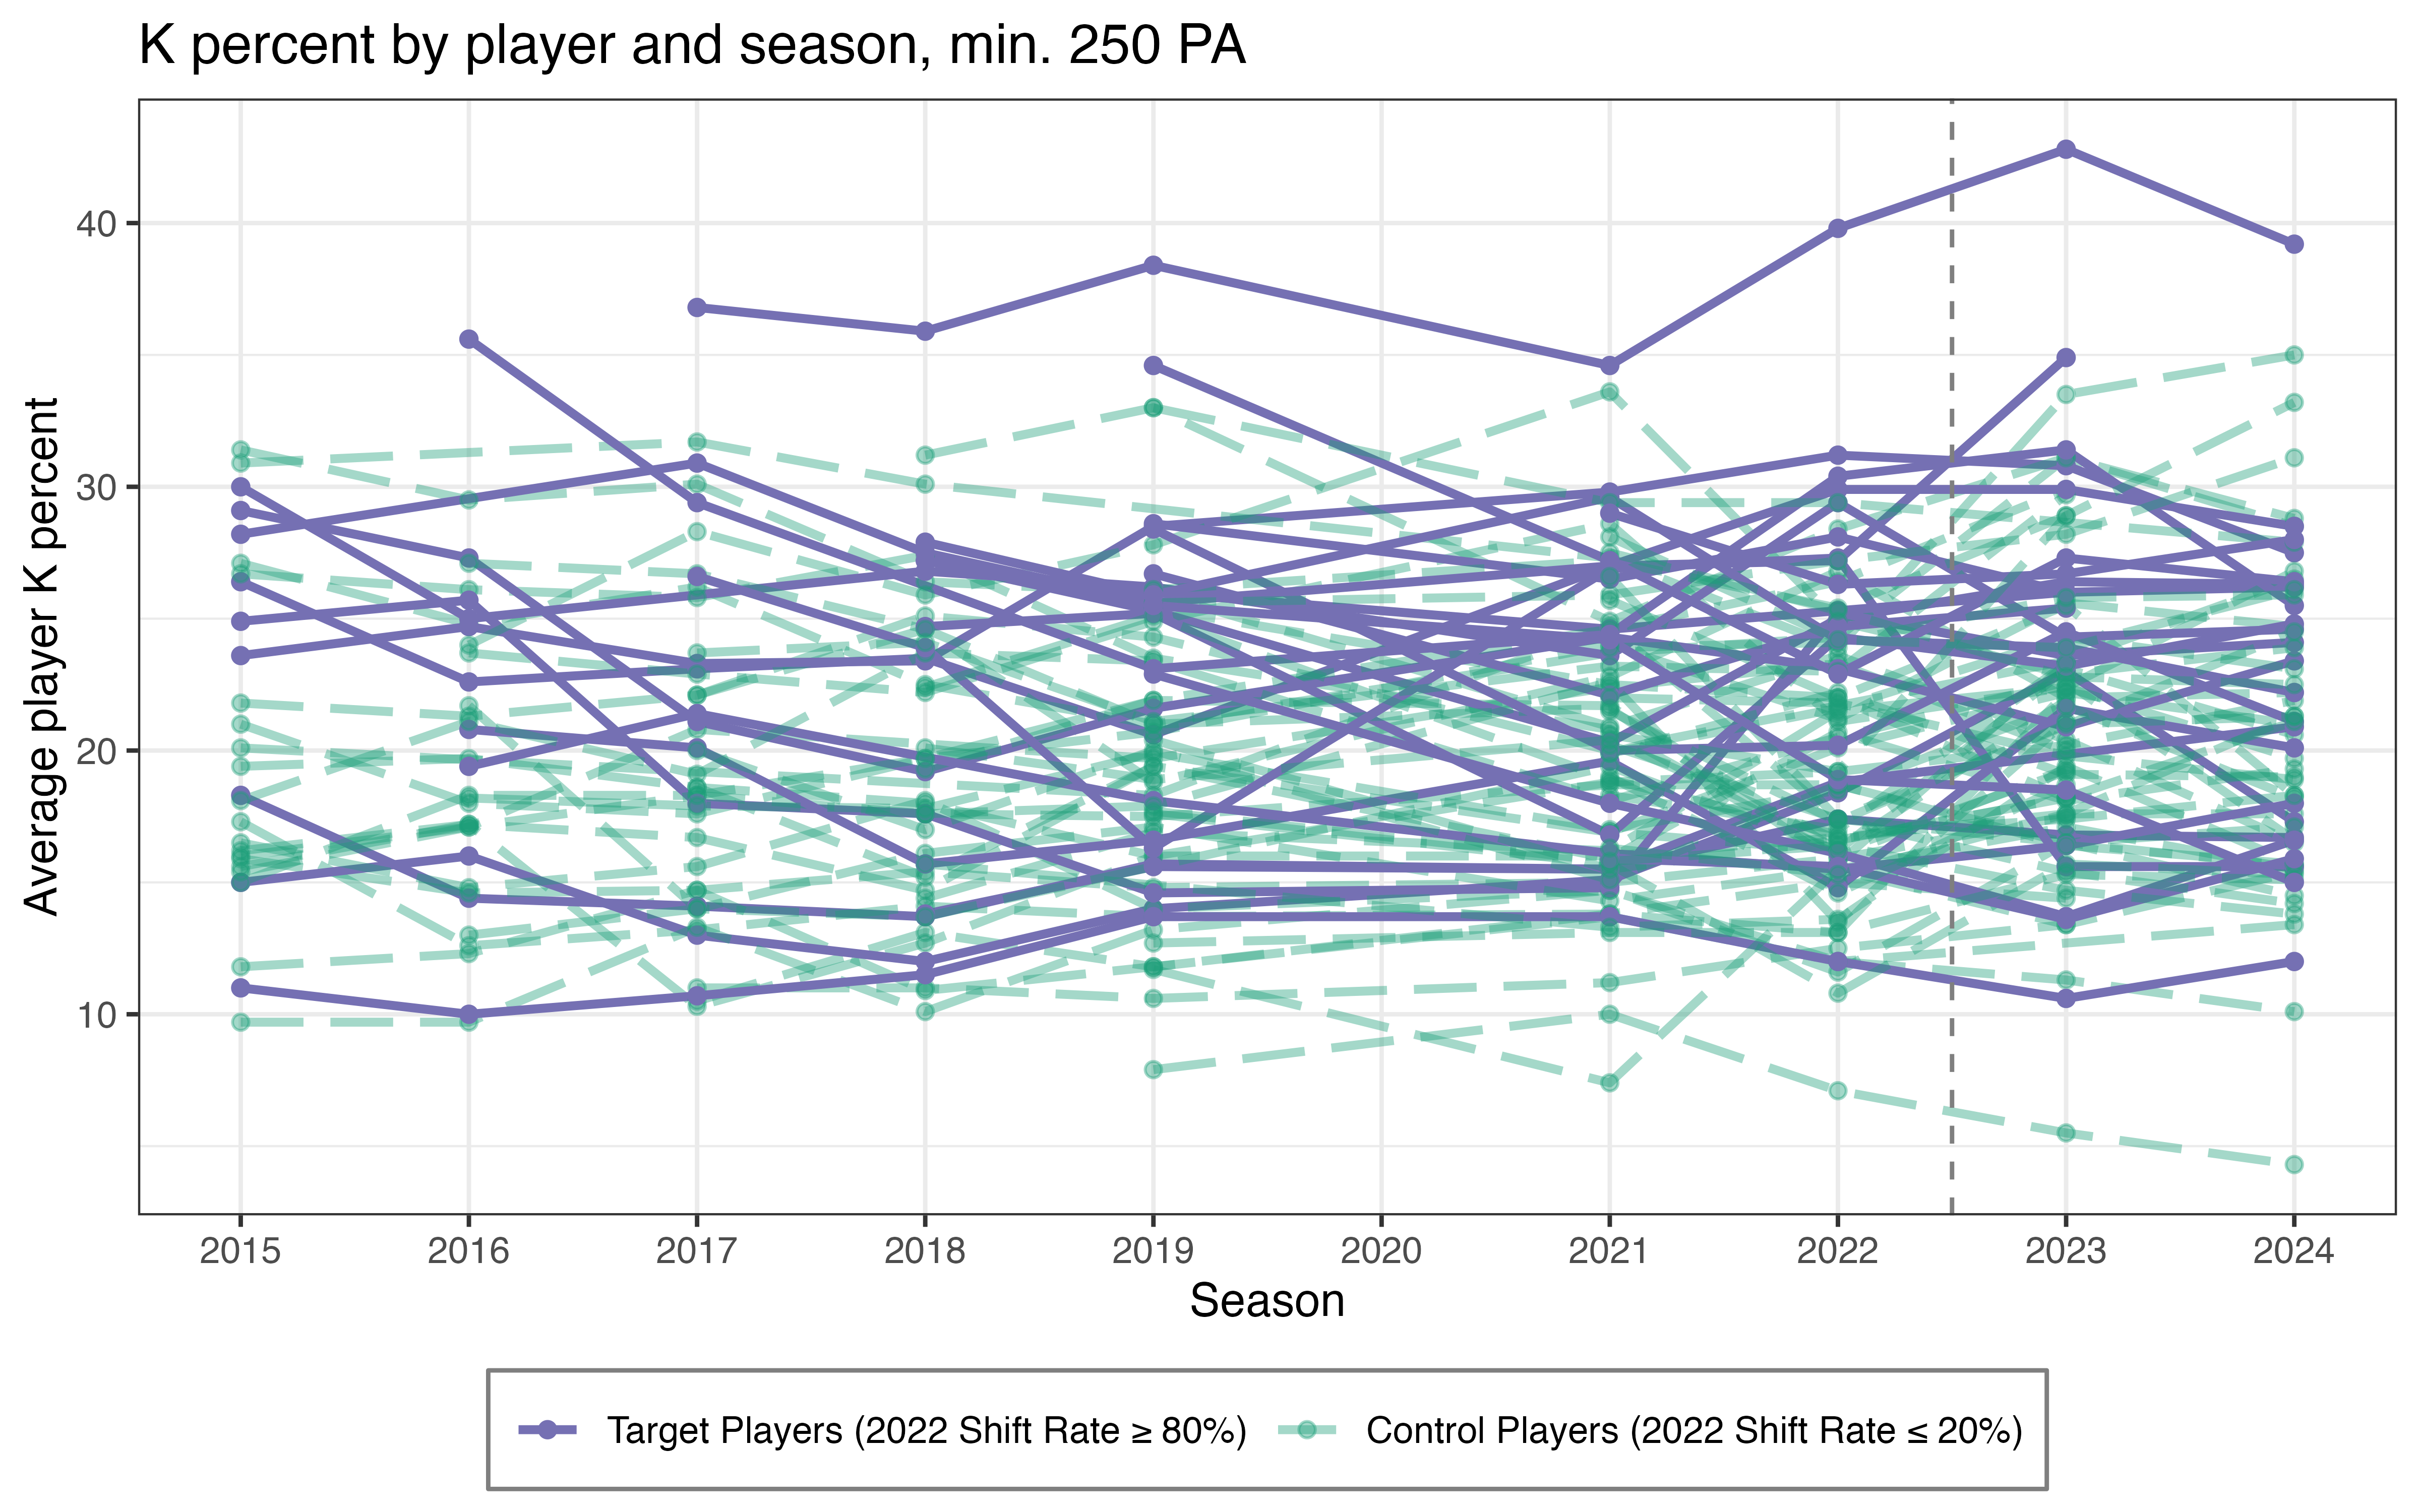 K percent by player and season, min. 250 PA
Average player K percent
40
30
20
10
2015 2016 2017 2018 2019 2020 2021 2022 2023 2024
Season
Target Players (2022 Shift Rate ≥ 80%) Control Players (2022 Shift Rate ≤ 20%)